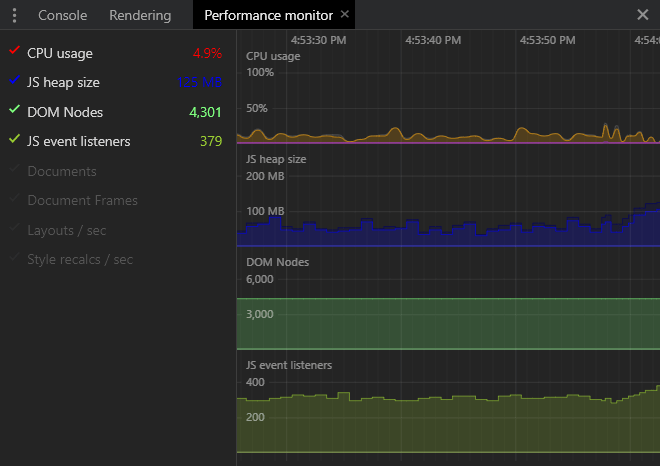 Console Rendering Performance monitor
CPU usage 4.9%
JS heap size 125 MB
DOM Nodes 4,301
JS event listeners 379
Documents
Document Frames
Layouts / sec
Style recalcs / sec
4:53:30 PM 4:53:40 PM 4:53:50 PM 4:54:0
CPU usage
100%
50%
JS heap size
200 MB
100 MB
DOM Nodes
6,000
3,000
JS event listeners
400
200